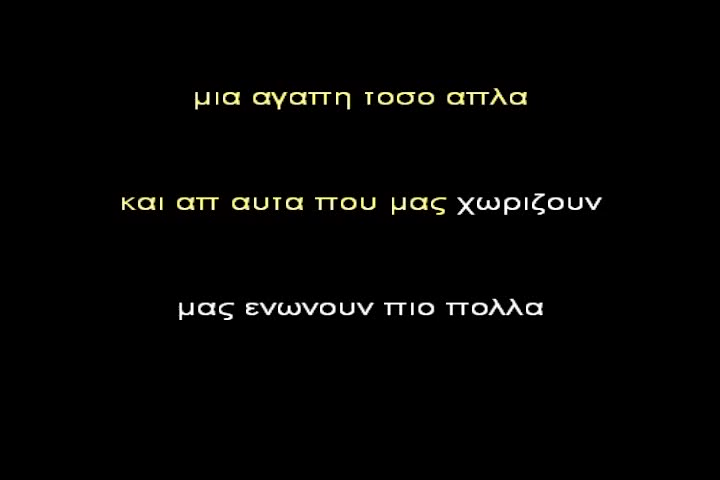 μια αγαπη τοσο απλα
και απ αυτα που μας χωριζουν
μας ενωνουν πιο πολλα